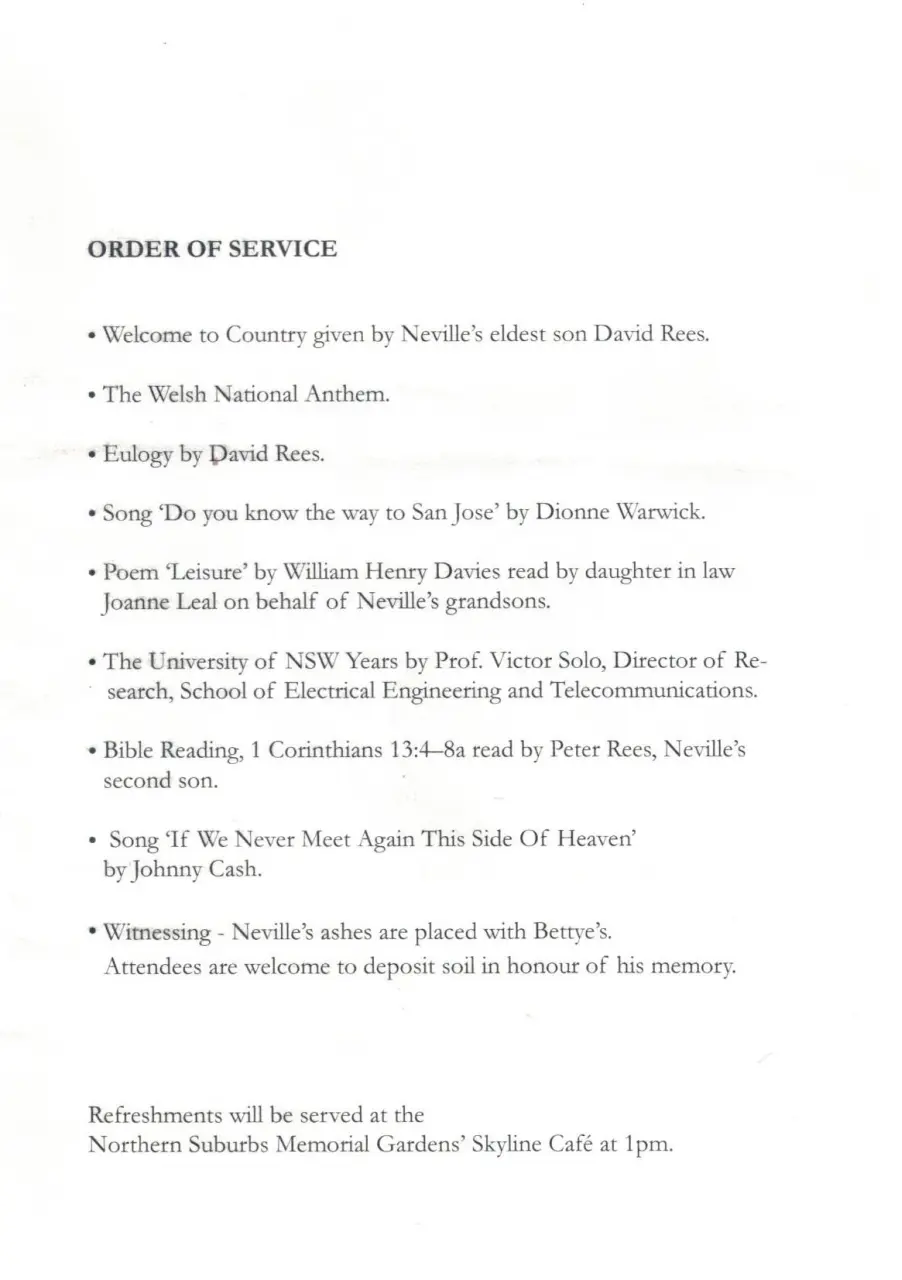 ORDER OF SERVICE
• Welcome to Country given by Neville’s eldest son David Rees.
• The Welsh National Anthem.
• Eulogy by David Rees.
• Song ‘Do you know the way to San Jose’ by Dionne Warwick.
• Poem ‘Leisure’ by William Henry Davies read by daughter in law
Joanne Leal on behalf of Neville’s grandsons.
• The University of NSW Years by Prof. Victor Solo, Director of Re-
search, School of Electrical Engineering and Telecommunications.
• Bible Reading, 1 Corinthians 13:4–8a read by Peter Rees, Neville’s
second son.
• Song ‘If We Never Meet Again This Side Of Heaven’
by Johnny Cash.
• Witnessing - Neville’s ashes are placed with Bettye’s.
Attendees are welcome to deposit soil in honour of his memory.
Refreshments will be served at the
Northern Suburbs Memorial Gardens’ Skyline Café at 1pm.